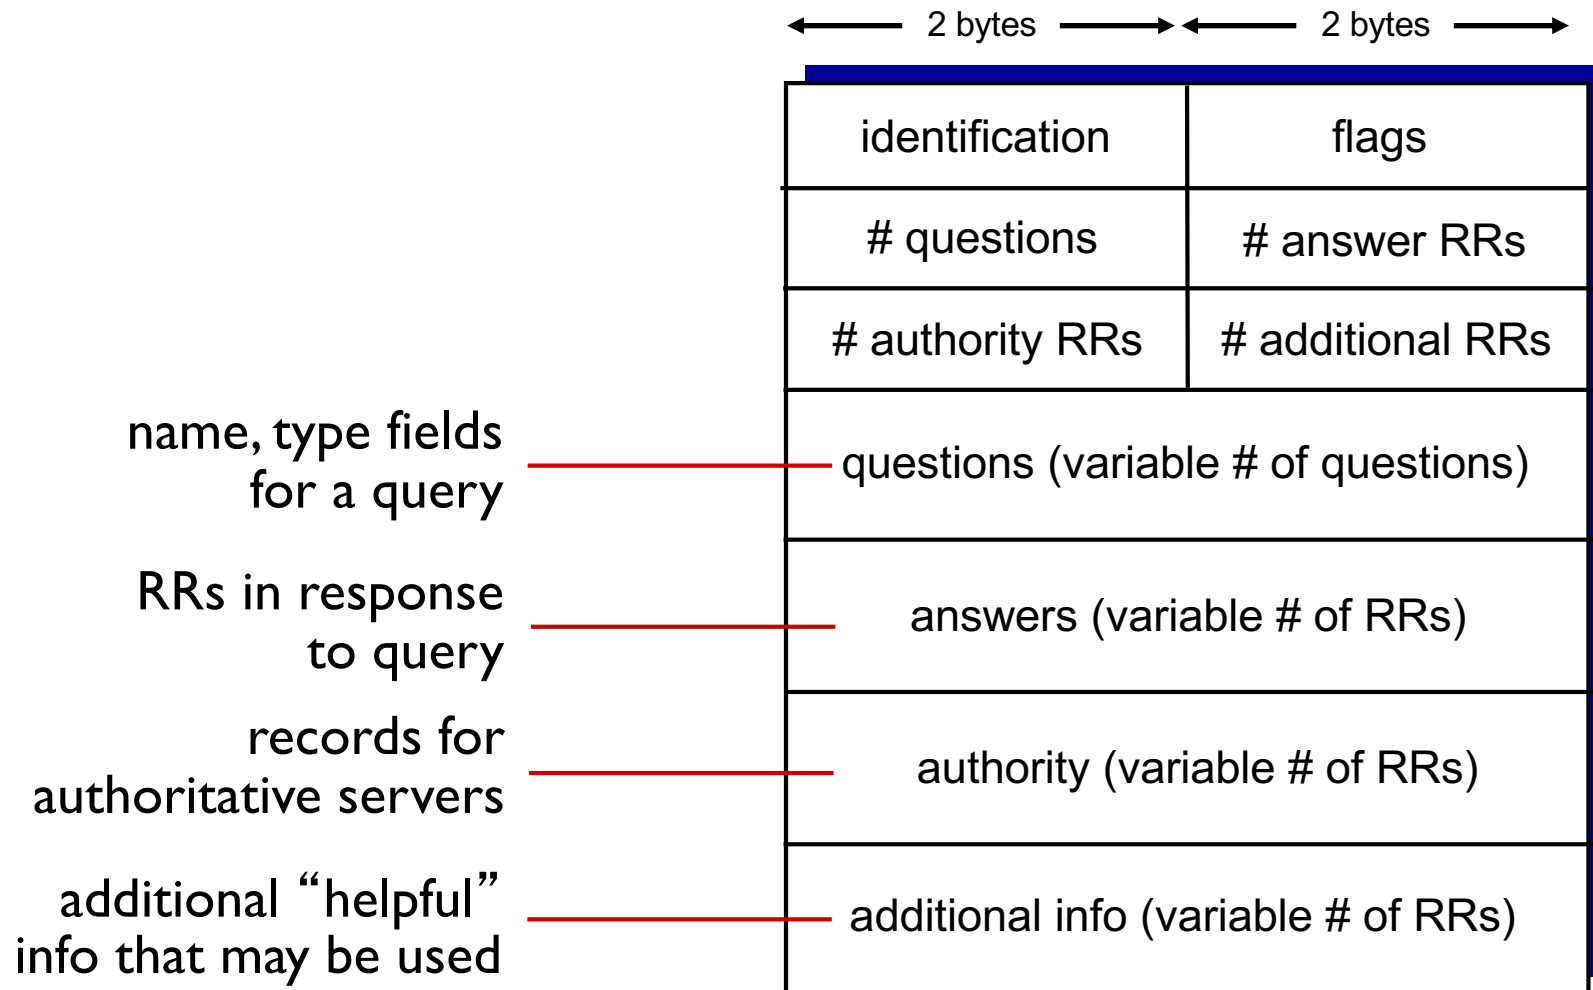 2 bytes 2 bytes
identification flags
# questions # answer RRs
# authority RRs # additional RRs
name, type fields
for a query
questions (variable # of questions)
RRs in response
to query
answers (variable # of RRs)
records for
authoritative servers
authority (variable # of RRs)
additional “helpful”
info that may be used
additional info (variable # of RRs)